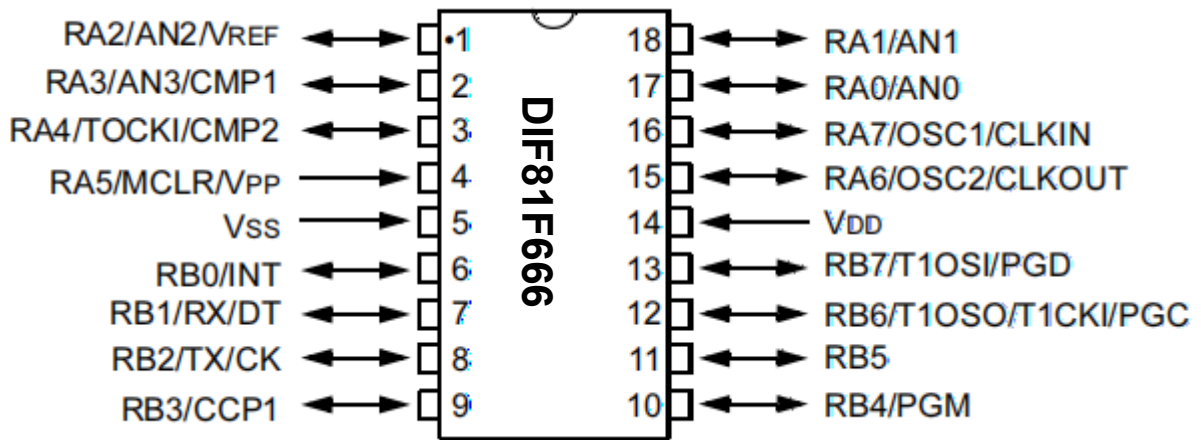 RA2/AN2/VREF
RA3/AN3/CMP1
RA4/TOCKI/CMP2
RA5/MCLR/VPP
VSS
RB0/INT
RB1/RX/DT
RB2/TX/CK
RB3/CCP1
•1
2
3
4
5
6
7
8
9
DIF81F666
18
17
16
15
14
13
12
11
10
RA1/AN1
RA0/AN0
RA7/OSC1/CLKIN
RA6/OSC2/CLKOUT
VDD
RB7/T1OSI/PGD
RB6/T1OSO/T1CKI/PGC
RB5
RB4/PGM